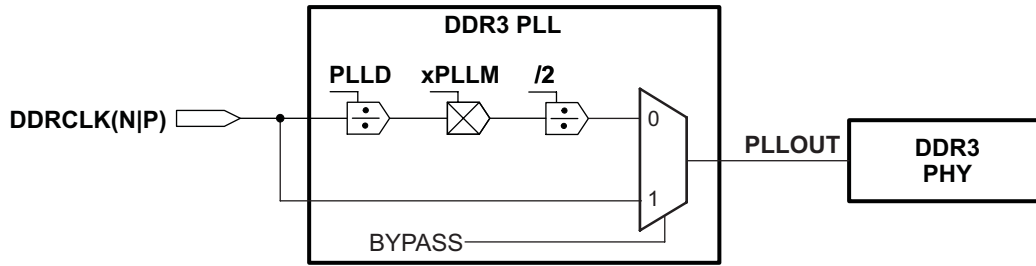 DDR3 PLL
PLLD xPLLM /2
DDRCLK(N|P)
0
PLLOUT
DDR3
PHY
1
BYPASS